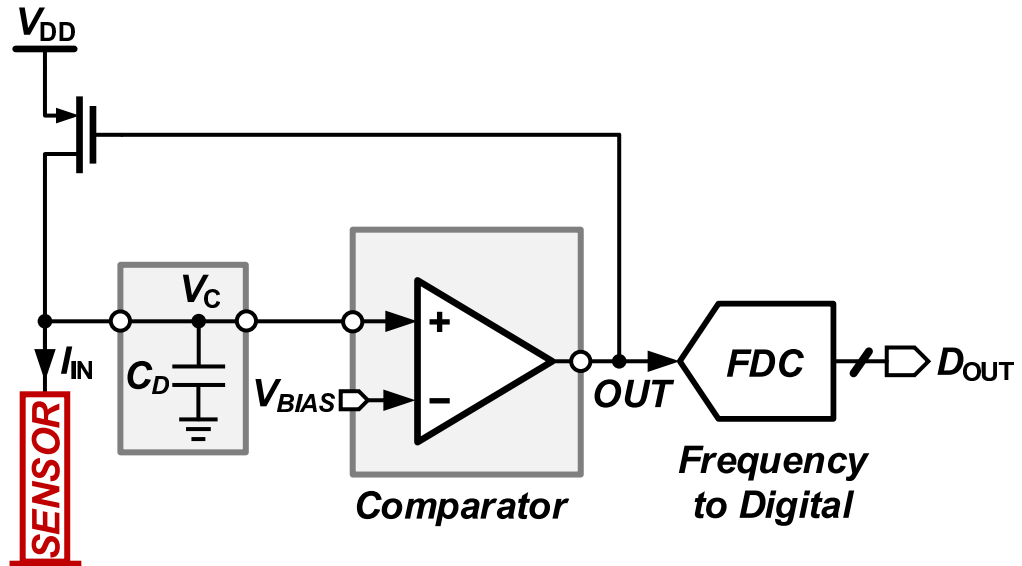 VDD
VC
IIN
CD
VBIAS
+
−
OUT
FDC
DOUT
SENSOR
Comparator
Frequency
to Digital